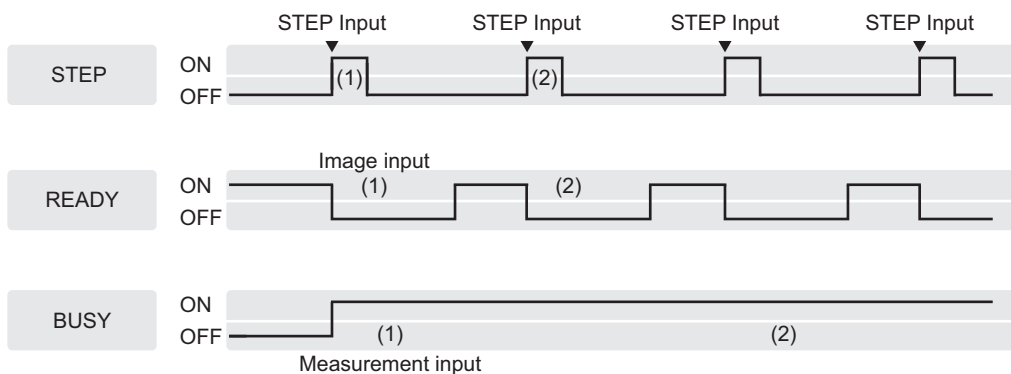 STEP Input STEP Input STEP Input STEP Input
STEP
ON
OFF
(1) (2)
Image input
READY
ON
OFF
(1) (2)
BUSY
ON
OFF
(1) (2)
Measurement input